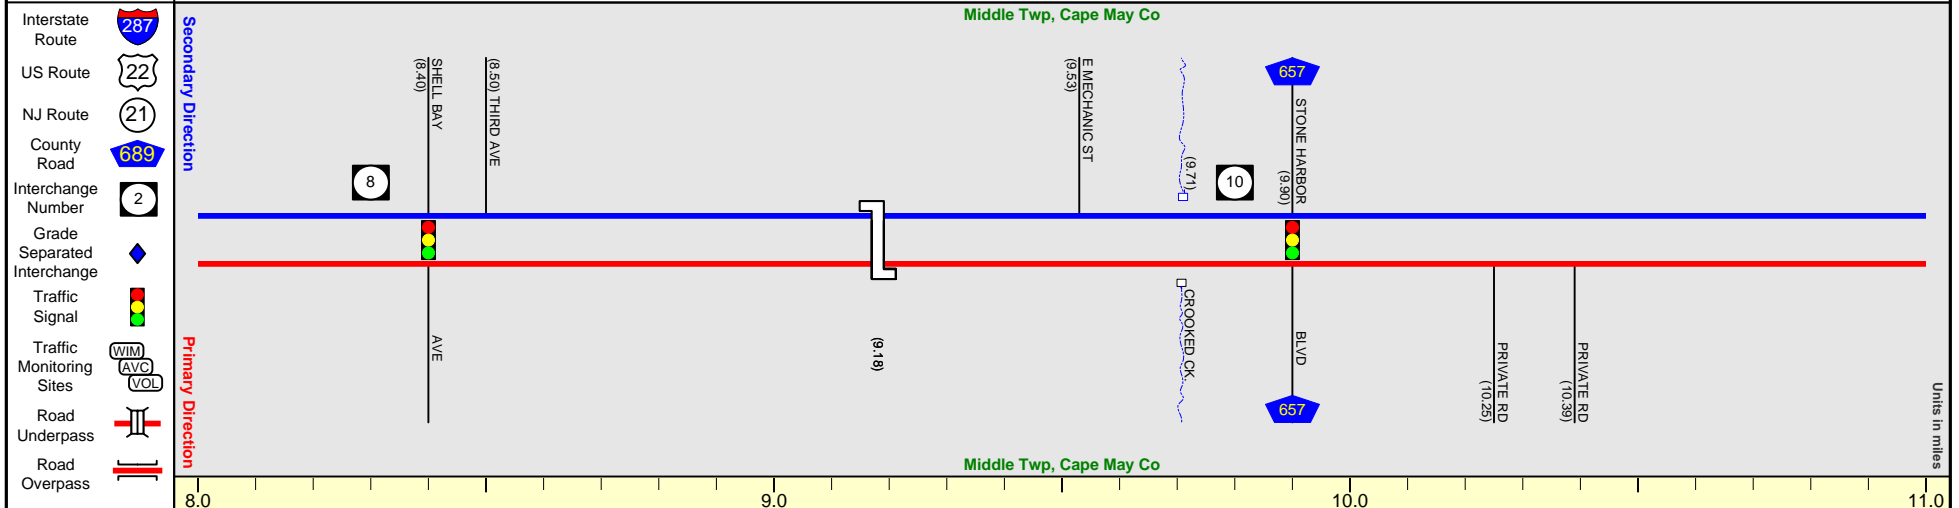 Interstate
Route
287
US Route
22
NJ Route
21
County
Road
689
Interchange
Number
2
Grade
Separated
Interchange
Traffic
Signal
Traffic
Monitoring
Sites
WIM
AVC
VOL
Road
Underpass
Road
Overpass
Secondary Direction
Primary Direction
Middle Twp, Cape May Co
SHELL BAY
(8.40)
(8.50) THIRD AVE
E MECHANIC ST
(9.53)
(9.71)
657
STONE HARBOR
(9.90)
8
10
AVE
(9.18)
CROOKED CK.
BLVD
657
PRIVATE RD
(10.25)
PRIVATE RD
(10.39)
Units in miles
Middle Twp, Cape May Co
8.0
9.0
10.0
11.0